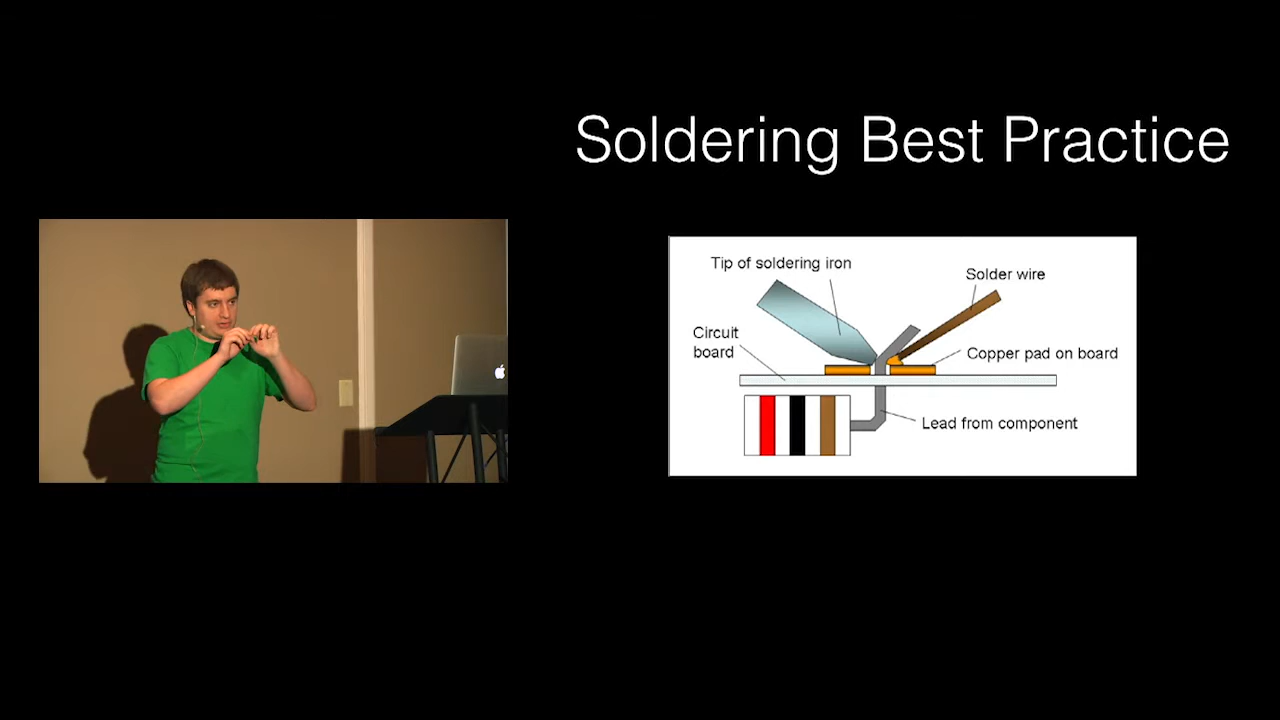 Soldering Best Practice
Tip of soldering iron
Solder wire
Circuit
board
Copper pad on board
Lead from component